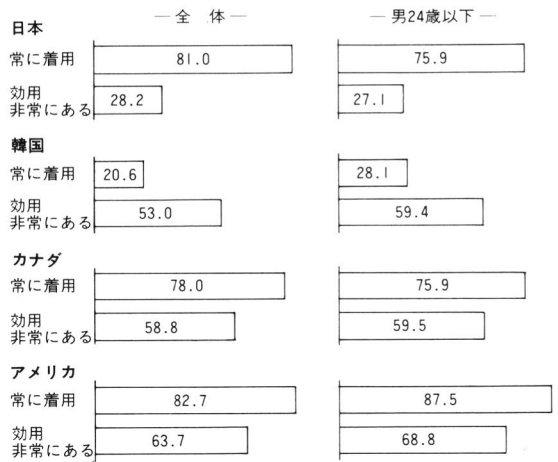 ―全 体― ―男24歳以下―
日本
常に着用 81.0 75.9
効用
非常にある 28.2 27.1
韓国
常に着用 20.6 28.1
効用
非常にある 53.0 59.4
カナダ
常に着用 78.0 75.9
効用
非常にある 58.8 59.5
アメリカ
常に着用 82.7 87.5
効用
非常にある 63.7 68.8